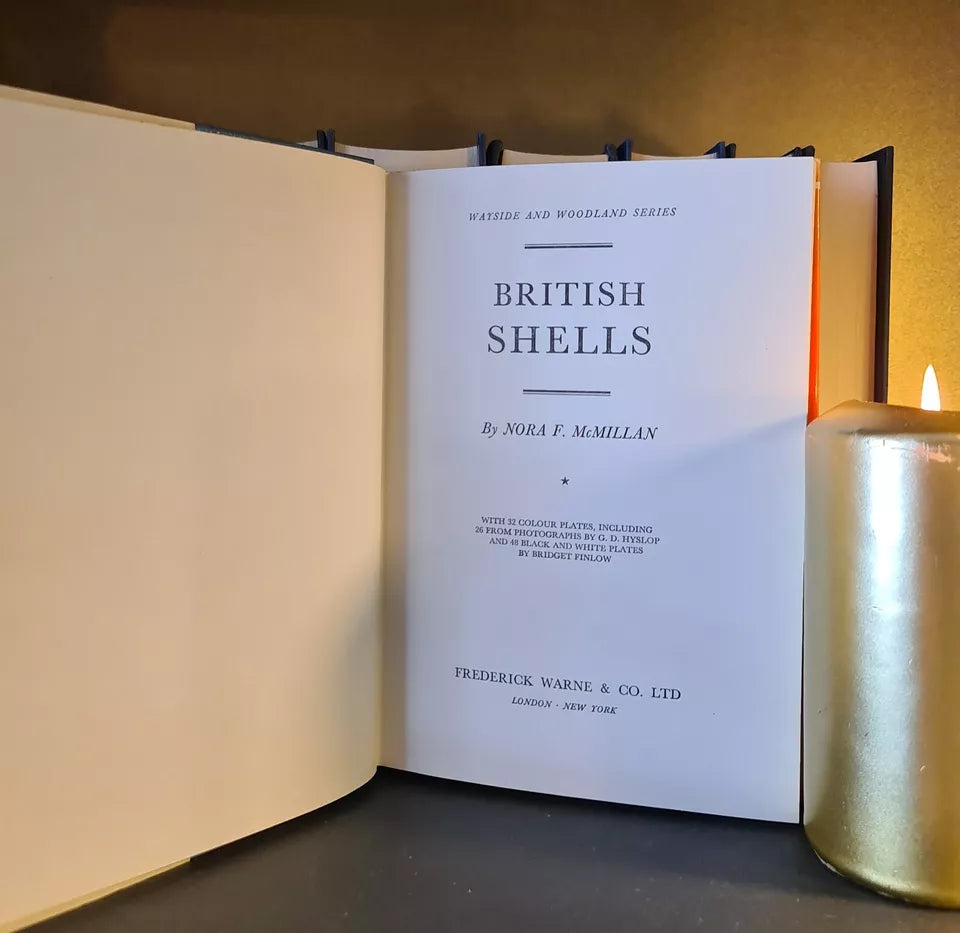 WAYSIDE AND WOODLAND SERIES
BRITISH
SHELLS
By NORA F. McMILLAN
★
WITH 32 COLOUR PLATES, INCLUDING
26 FROM PHOTOGRAPHS BY G. D. HYSLOP
AND 48 BLACK AND WHITE PLATES
BY BRIDGET FINLOW
FREDERICK WARNE & CO. LTD
LONDON · NEW YORK